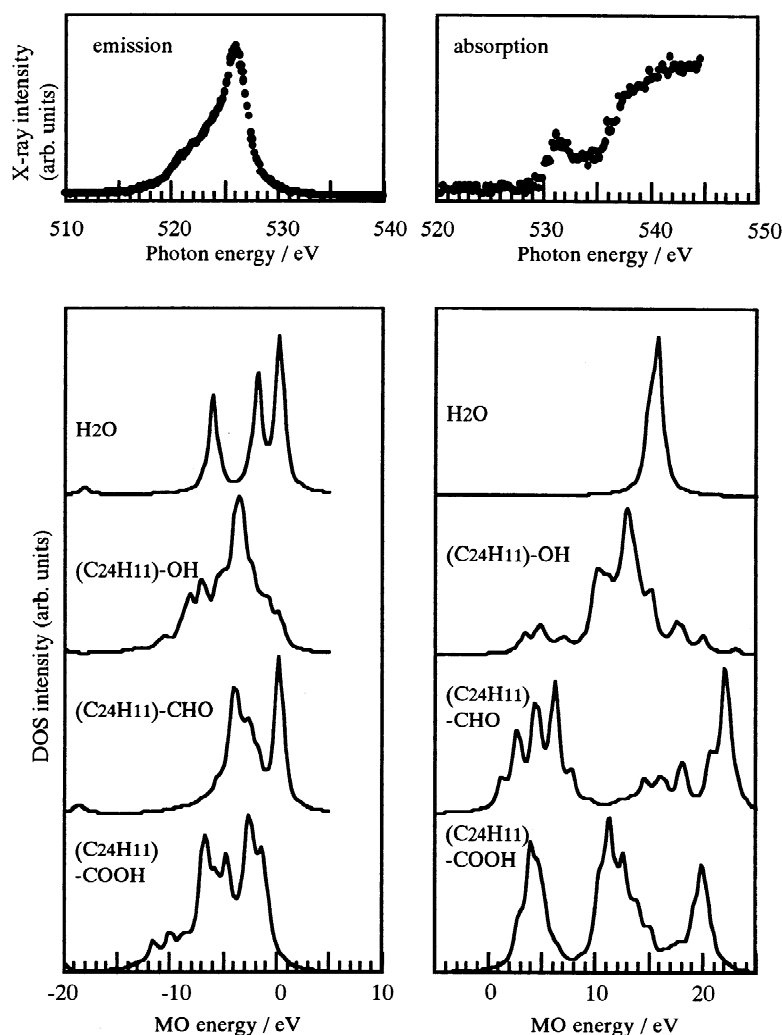 emission
absorption
X-ray intensity
(arb. units)
510 520 530 540
520 530 540 550
Photon energy / eV
Photon energy / eV
H2O
H2O
(C24H11)-OH
(C24H11)-OH
(C24H11)-CHO
(C24H11)
-CHO
(C24H11)
-COOH
(C24H11)
-COOH
DOS intensity (arb. units)
-20 -10 0 10
0 10 20
MO energy / eV
MO energy / eV